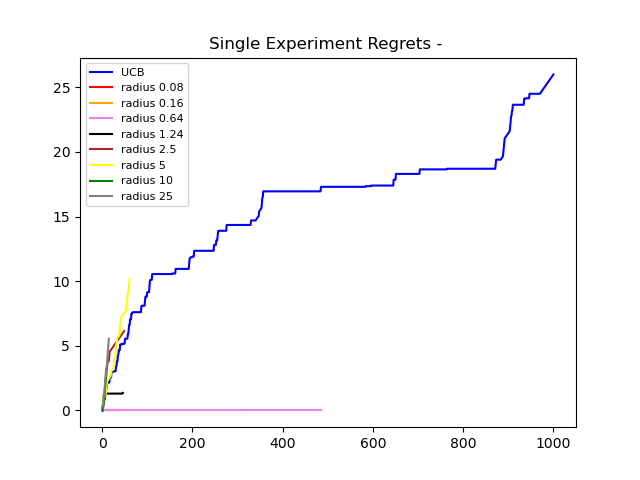 Single Experiment Regrets -
UCB
radius 0.08
radius 0.16
radius 0.64
radius 1.24
radius 2.5
radius 5
radius 10
radius 25
25
20
15
10
5
0
0 200 400 600 800 1000